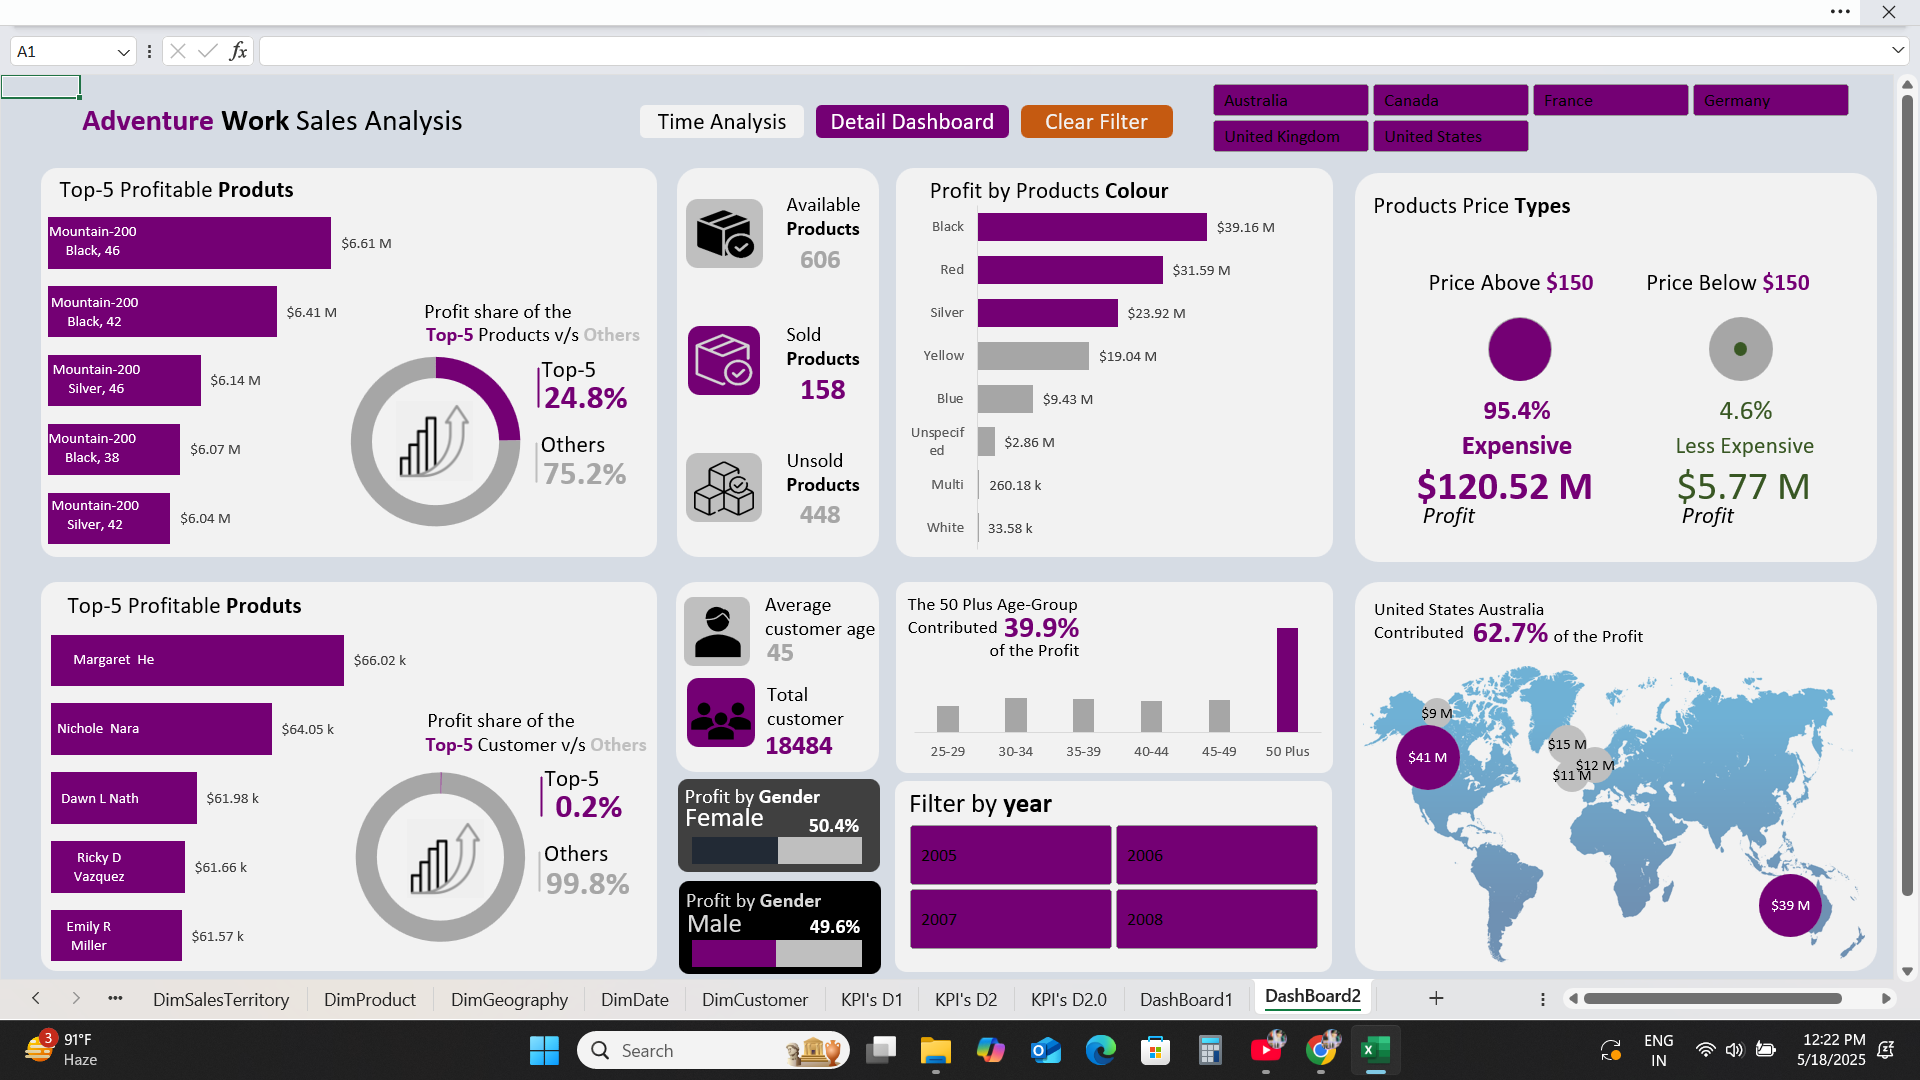 A1
fx
Adventure Work Sales Analysis
Time Analysis
Detail Dashboard
Clear Filter
Australia
Canada
France
Germany
United Kingdom
United States
Top-5 Profitable Produts
Mountain-200
Black, 46
$6.61 M
Mountain-200
Black, 42
$6.41 M
Mountain-200
Silver, 46
$6.14 M
Mountain-200
Black, 38
$6.07 M
Mountain-200
Silver, 42
$6.04 M
Profit share of the
Top-5 Products v/s Others
Top-5
24.8%
Others
75.2%
Available
Products
606
Sold
Products
158
Unsold
Products
448
Profit by Products Colour
Black
$39.16 M
Red
$31.59 M
Silver
$23.92 M
Yellow
$19.04 M
Blue
$9.43 M
Unspecif
ed
$2.86 M
Multi
260.18 k
White
33.58 k
Products Price Types
Price Above $150
Price Below $150
95.4%
4.6%
Expensive
Less Expensive
$120.52 M
$5.77 M
Profit
Profit
Top-5 Profitable Produts
Margaret He
$66.02 k
Nichole Nara
$64.05 k
Dawn L Nath
$61.98 k
Ricky D
Vazquez
$61.66 k
Emily R
Miller
$61.57 k
Profit share of the
Top-5 Customer v/s Others
Top-5
0.2%
Others
99.8%
Average
customer age
45
Total
customer
18484
Profit by Gender
Female
50.4%
Profit by Gender
Male
49.6%
The 50 Plus Age-Group
Contributed 39.9%
of the Profit
25-29
30-34
35-39
40-44
45-49
50 Plus
Filter by year
2005
2006
2007
2008
United States Australia
Contributed 62.7% of the Profit
$9 M
$41 M
$15 M
$12 M
$11 M
$39 M
DimSalesTerritory
DimProduct
DimGeography
DimDate
DimCustomer
KPI's D1
KPI's D2
KPI's D2.0
DashBoard1
DashBoard2
3
91°F
Haze
Search
ENG
IN
12:22 PM
5/18/2025